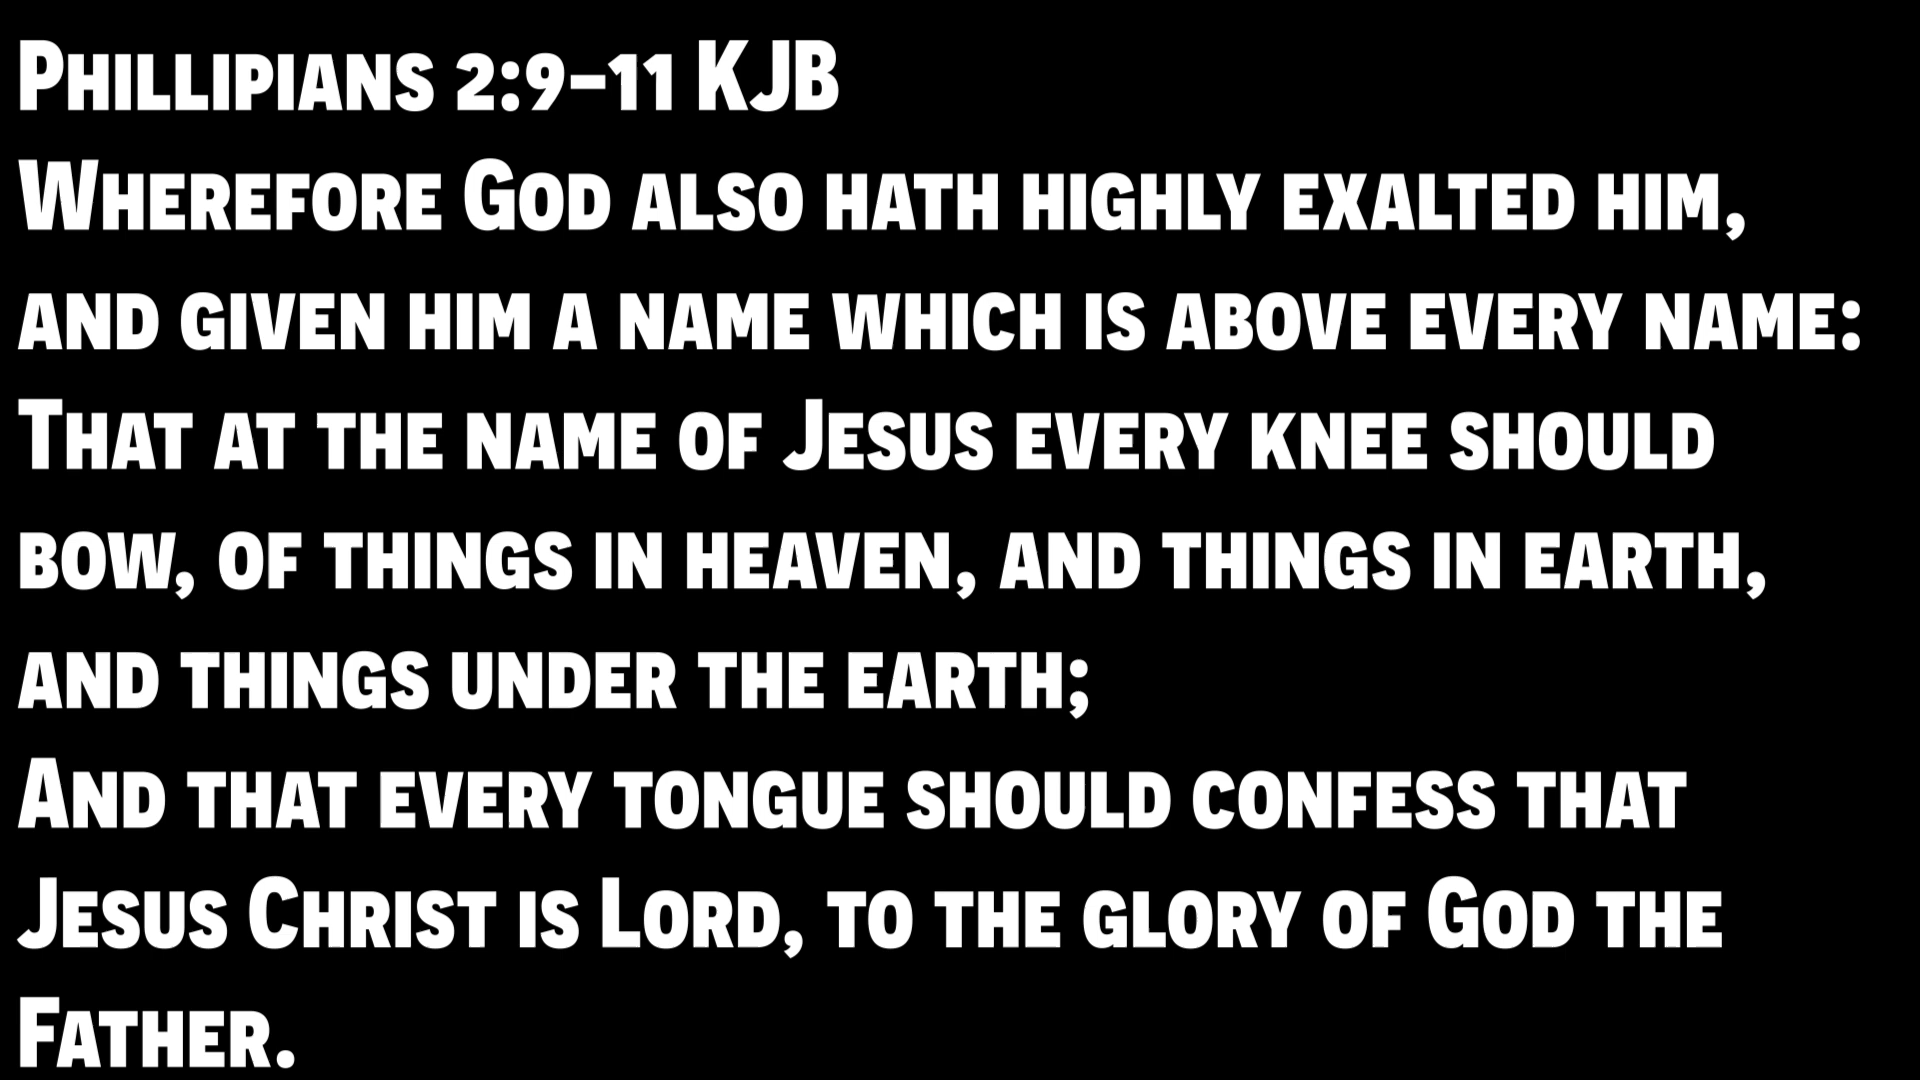 Phillipians 2:9–11 KJB
Wherefore God also hath highly exalted him,
and given him a name which is above every name:
That at the name of Jesus every knee should
bow, of things in heaven, and things in earth,
and things under the earth;
And that every tongue should confess that
Jesus Christ is Lord, to the glory of God the
Father.